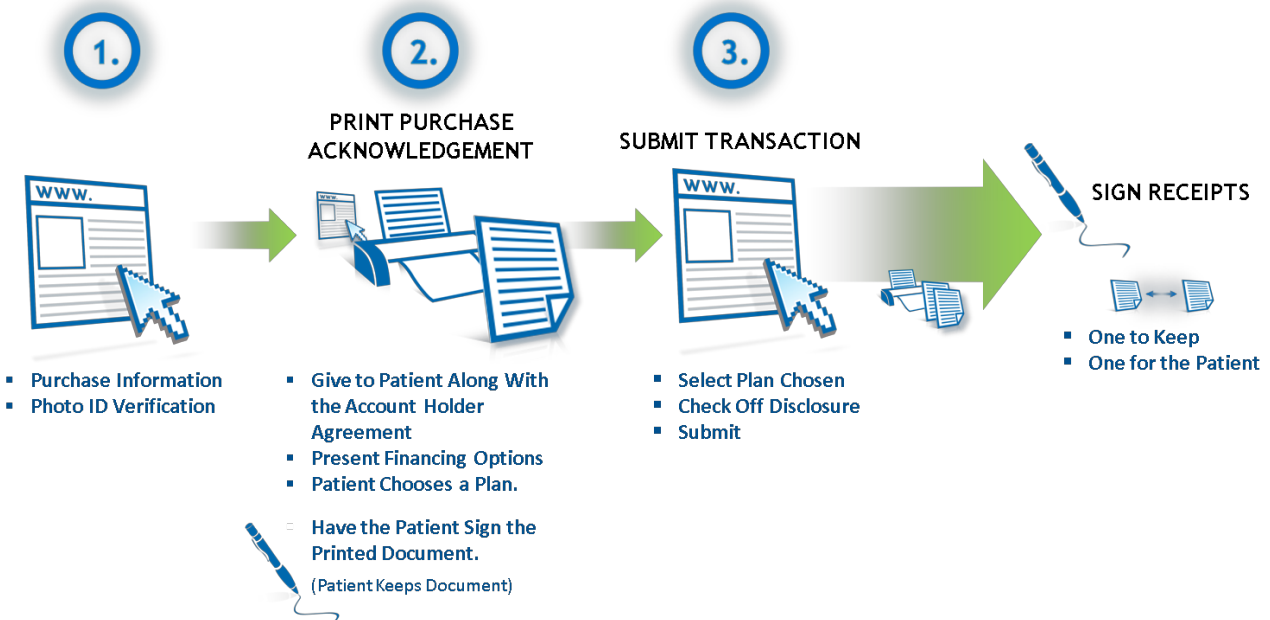 1.
WWW.
▪ Purchase Information
▪ Photo ID Verification
2.
PRINT PURCHASE
ACKNOWLEDGEMENT
WWW.
▪ Give to Patient Along With
the Account Holder
Agreement
▪ Present Financing Options
▪ Patient Chooses a Plan.
Have the Patient Sign the
Printed Document.
(Patient Keeps Document)
3.
SUBMIT TRANSACTION
WWW.
▪ Select Plan Chosen
▪ Check Off Disclosure
▪ Submit
SIGN RECEIPTS
▪ One to Keep
▪ One for the Patient